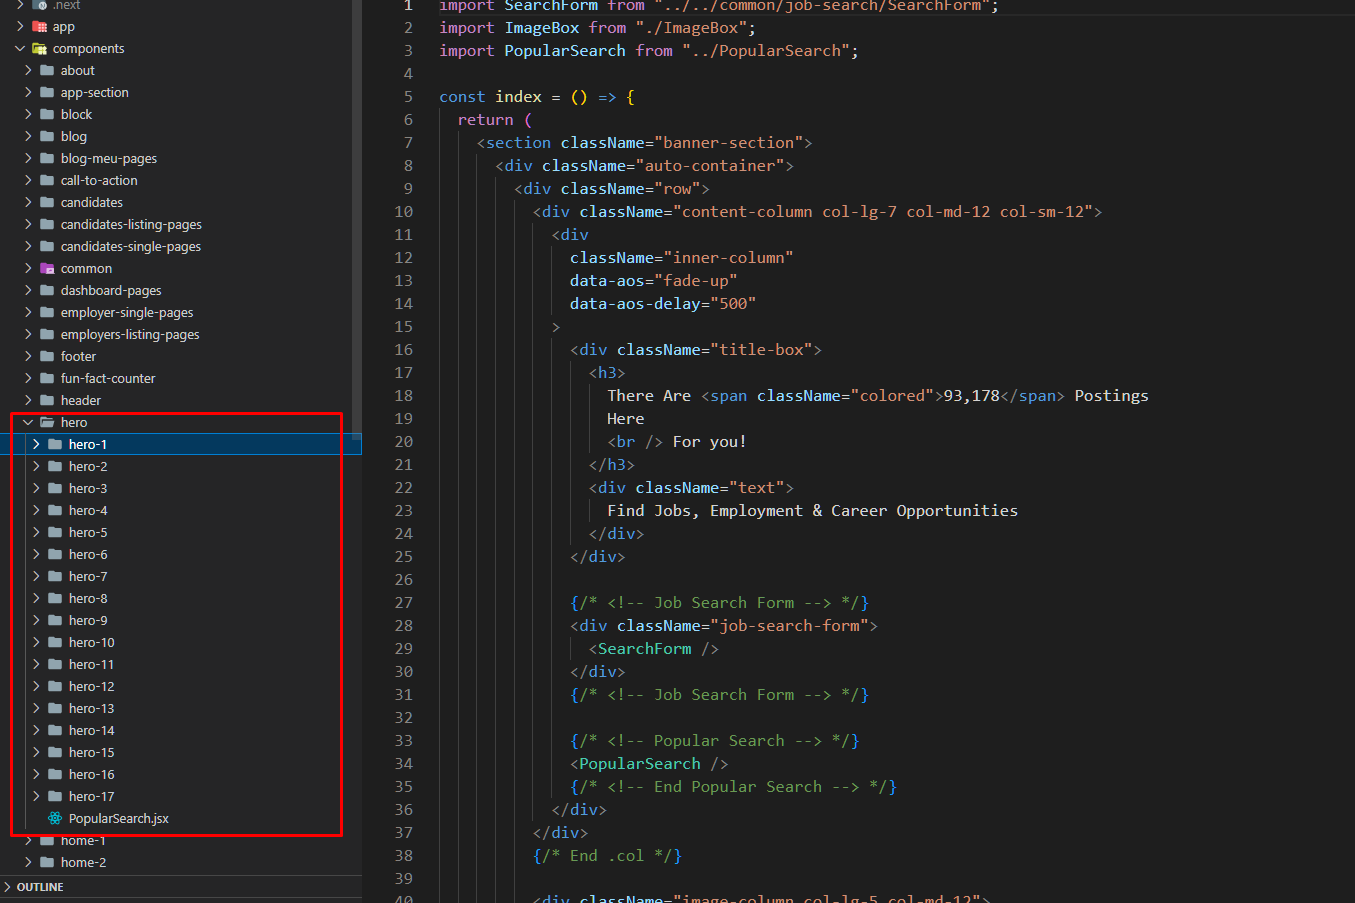 .next
app
components
about
app-section
block
blog
blog-meu-pages
call-to-action
candidates
candidates-listing-pages
candidates-single-pages
common
dashboard-pages
employer-single-pages
employers-listing-pages
footer
fun-fact-counter
header
hero
hero-1
hero-2
hero-3
hero-4
hero-5
hero-6
hero-7
hero-8
hero-9
hero-10
hero-11
hero-12
hero-13
hero-14
hero-15
hero-16
hero-17
PopularSearch.jsx
home-1
home-2
OUTLINE
1 import SearchForm from "../../common/job-search/SearchForm";
2 import ImageBox from "./ImageBox";
3 import PopularSearch from "../PopularSearch";
4
5 const index = () => {
6 return (
7 <section className="banner-section">
8 <div className="auto-container">
9 <div className="row">
10 <div className="content-column col-lg-7 col-md-12 col-sm-12">
11 <div
12 className="inner-column"
13 data-aos="fade-up"
14 data-aos-delay="500"
15 >
16 <div className="title-box">
17 <h3>
18 There Are <span className="colored">93,178</span> Postings
19 Here
20 <br /> For you!
21 </h3>
22 <div className="text">
23 Find Jobs, Employment & Career Opportunities
24 </div>
25 </div>
26
27 {/* <!-- Job Search Form --> */}
28 <div className="job-search-form">
29 <SearchForm />
30 </div>
31 {/* <!-- Job Search Form --> */}
32
33 {/* <!-- Popular Search --> */}
34 <PopularSearch />
35 {/* <!-- End Popular Search --> */}
36 </div>
37 </div>
38 {/* End .col */}
39
40 <div className="image-column col-lg-5 col-md-12">